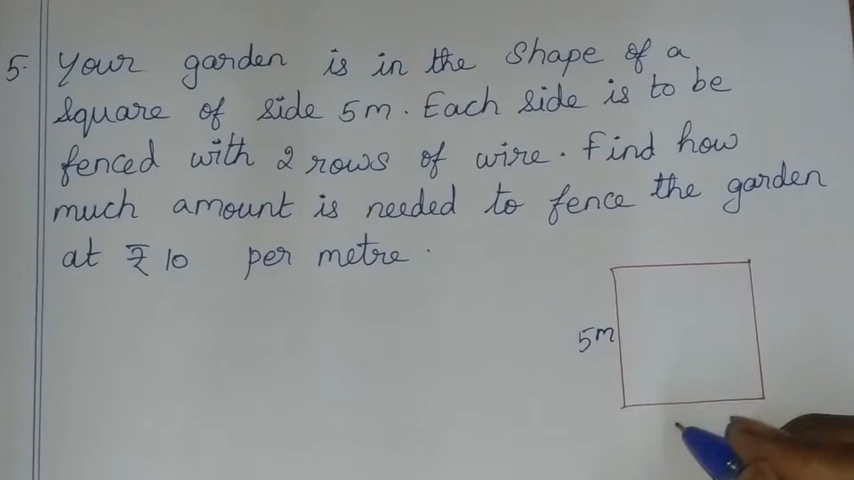 5. Your garden is in the shape of a
square of side 5m. Each side is to be
fenced with 2 rows of wire. Find how
much amount is needed to fence the garden
at ₹ 10 per metre.
5m